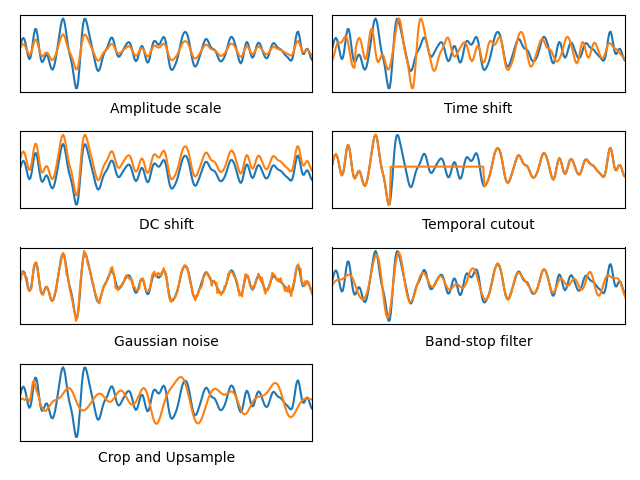 Amplitude scale
Time shift
DC shift
Temporal cutout
Gaussian noise
Band-stop filter
Crop and Upsample